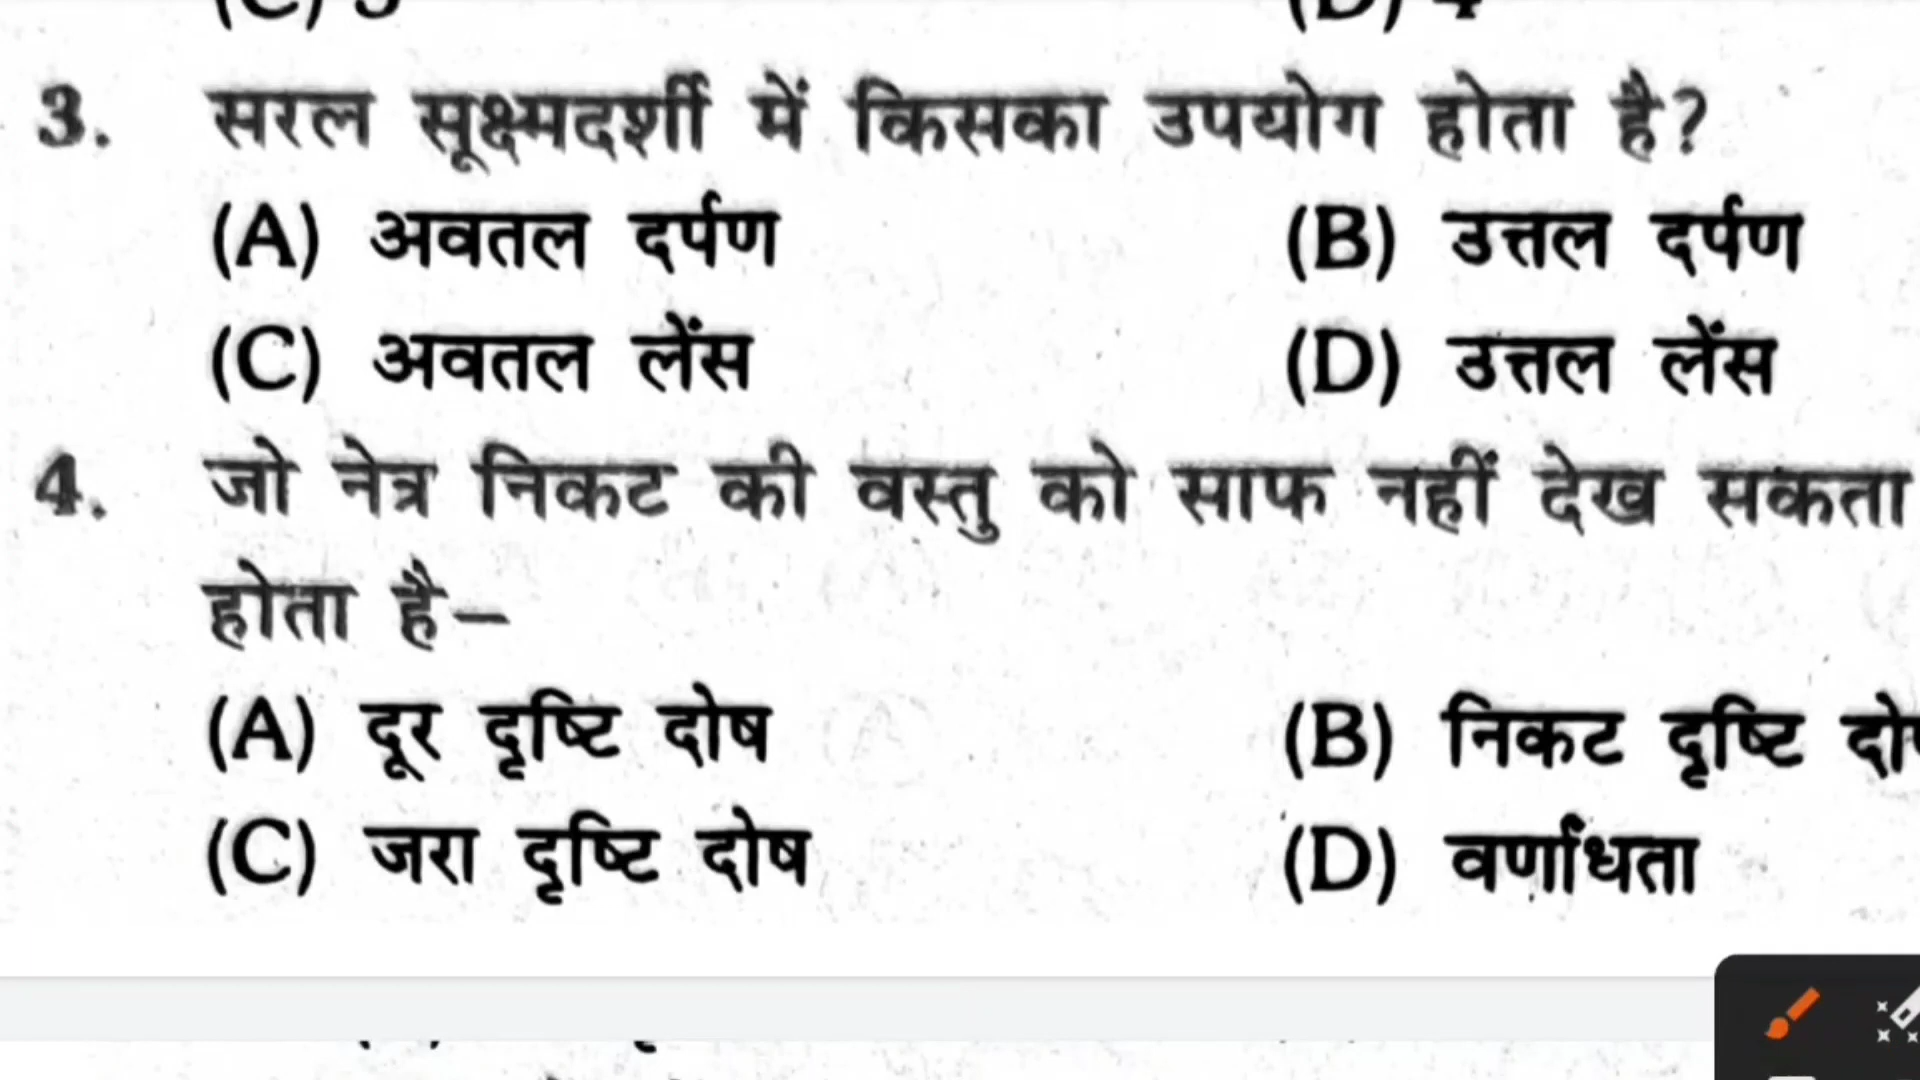 3. सरल सूक्ष्मदर्शी में किसका उपयोग होता है?
(A) अवतल दर्पण (B) उत्तल दर्पण
(C) अवतल लेंस (D) उत्तल लेंस
4. जो नेत्र निकट की वस्तु को साफ नहीं देख सकता
होता है–
(A) दूर दृष्टि दोष (B) निकट दृष्टि
(C) जरा दृष्टि दोष (D) वर्णांधता